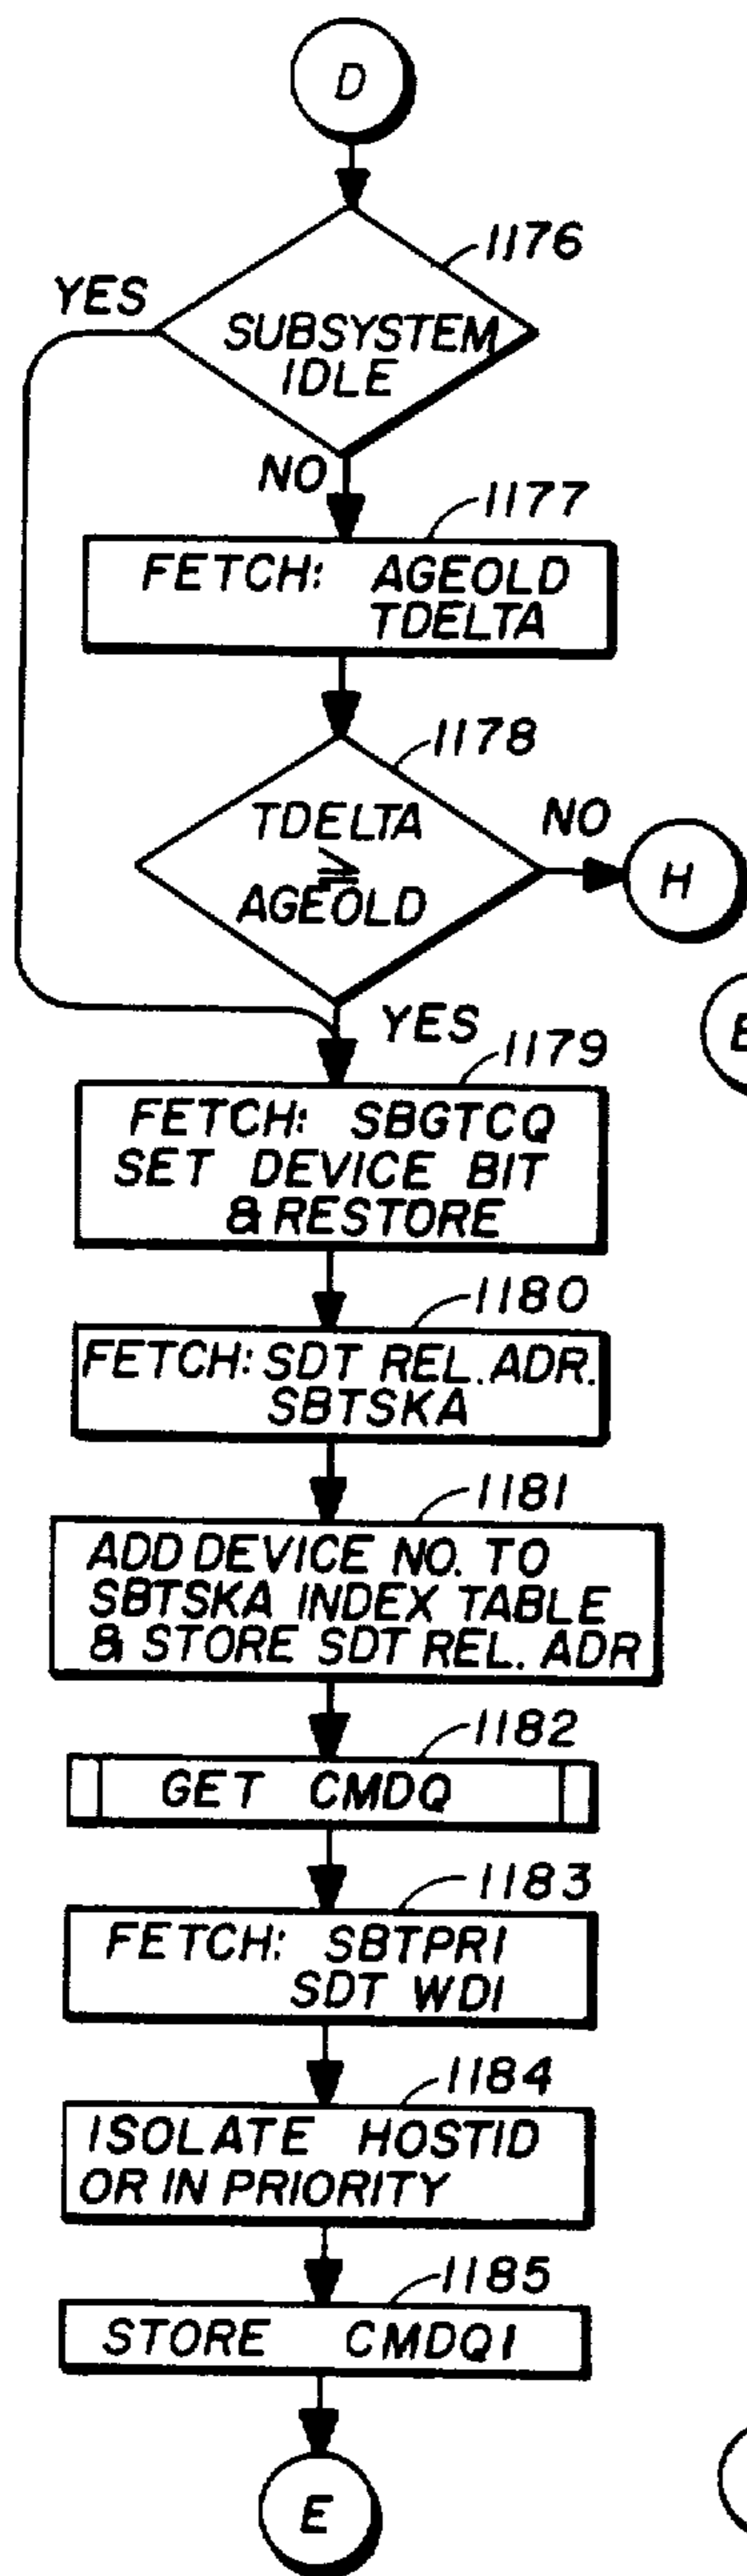 D
1176
YES
SUBSYSTEM
IDLE
NO
1177
FETCH: AGEOLD
TDELTA
1178
TDELTA
≥
AGEOLD
NO
H
YES
1179
FETCH: SBGTCQ
SET DEVICE BIT
& RESTORE
1180
FETCH: SDT REL. ADR.
SBTSKA
1181
ADD DEVICE NO. TO
SBTSKA INDEX TABLE
& STORE SDT REL. ADR
1182
GET CMDQ
1183
FETCH: SBTPRI
SDT WD1
1184
ISOLATE HOSTID
OR IN PRIORITY
1185
STORE CMDQ1
E